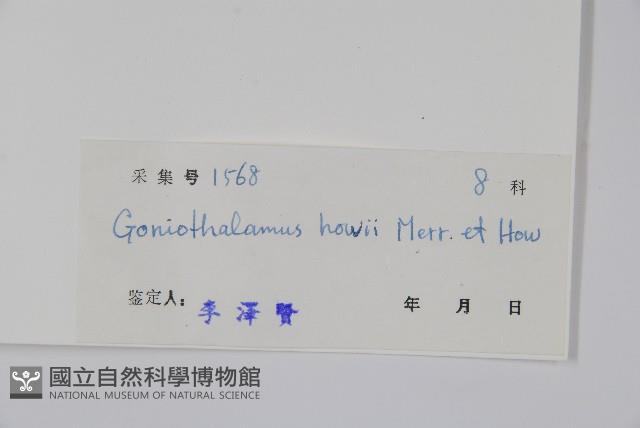 采集号 1568 8 科
Goniothalamus howii Merr. et How
鉴定人: 李澤賢 年 月 日
國立自然科學博物館
NATIONAL MUSEUM OF NATURAL SCIENCE